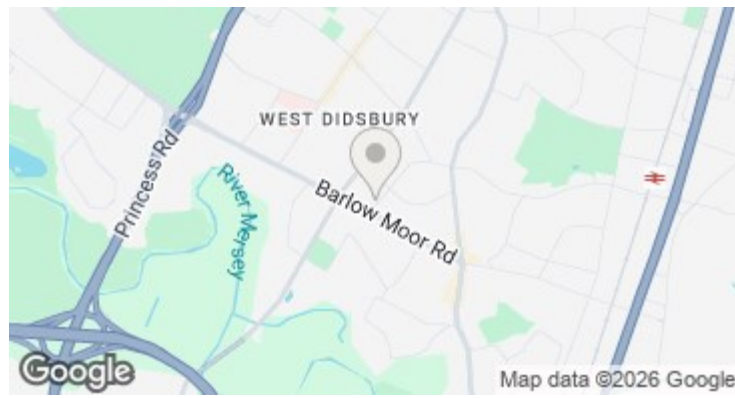 WEST DIDSBURY
Princess Rd
River Mersey
Barlow Moor Rd
Google
Map data ©2026 Google